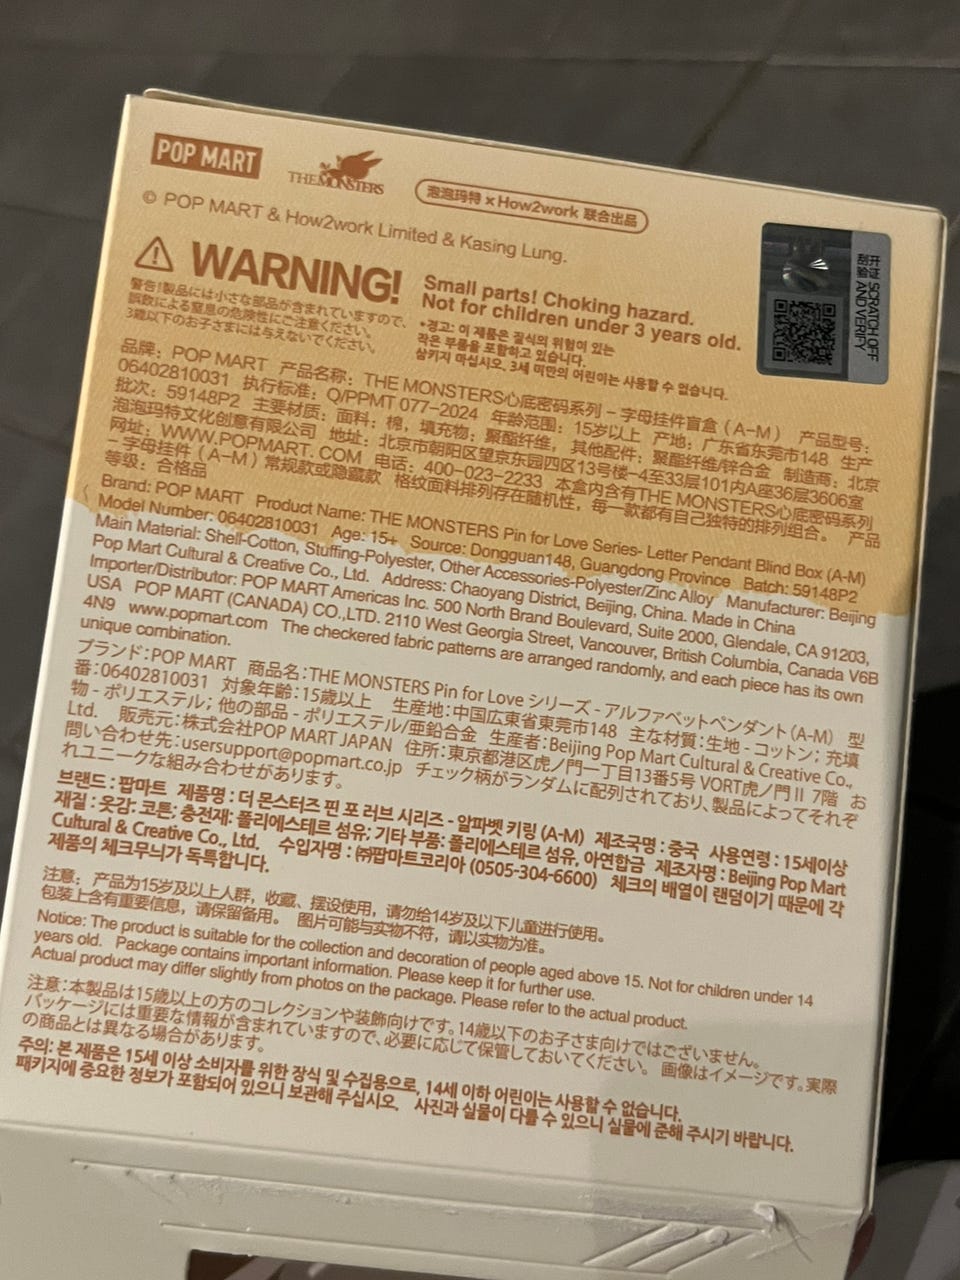 POP MART
THE MONSTERS
泡泡玛特 × How2work 联合出品
© POP MART & How2work Limited & Kasing Lung.
WARNING!
Small parts! Choking hazard.
Not for children under 3 years old.
警告!製品には小さな部品が含まれていますので、
誤飲による窒息の危険性にご注意ください。
3歳以下のお子さまには与えないでください。
•경고: 이 제품은 질식의 위험이 있는
작은 부품을 포함하고 있습니다.
삼키지 마십시오. 3세 미만의 어린이는 사용할 수 없습니다.
开证 SCRATCH OFF
刮验 AND VERIFY
品牌：POP MART 产品名称：THE MONSTERS心底密码系列－字母挂件盲盒（A－M） 产品型号：
06402810031 执行标准：Q/PPMT 077-2024 年龄范围：15岁以上 产地：广东省东莞市148 生产
批次：59148P2 主要材质：面料：棉，填充物：聚酯纤维，其他配件：聚酯纤维/锌合金 制造商：北京
泡泡玛特文化创意有限公司 地址：北京市朝阳区望京东园四区13号楼-4至33层101内A座36层3606室
网址：WWW.POPMART.COM 电话：400-023-2233 本盒内含有THE MONSTERS心底密码系列
－字母挂件（A－M）常规款或隐藏款 格纹面料排列存在随机性，每一款都有自己独特的排列组合。 产品
等级：合格品
Brand: POP MART Product Name: THE MONSTERS Pin for Love Series- Letter Pendant Blind Box (A-M)
Model Number: 06402810031 Age: 15+ Source: Dongguan148, Guangdong Province Batch: 59148P2
Main Material: Shell-Cotton, Stuffing-Polyester, Other Accessories-Polyester/Zinc Alloy Manufacturer: Beijing
Pop Mart Cultural & Creative Co., Ltd. Address: Chaoyang District, Beijing, China. Made in China
Importer/Distributor: POP MART Americas Inc. 500 North Brand Boulevard, Suite 2000, Glendale, CA 91203,
USA POP MART (CANADA) CO.,LTD. 2110 West Georgia Street, Vancouver, British Columbia, Canada V6B
4N9 www.popmart.com The checkered fabric patterns are arranged randomly, and each piece has its own
unique combination.
ブランド：POP MART 商品名：THE MONSTERS Pin for Love シリーズ - アルファベットペンダント（A-M） 型
番：06402810031 対象年齢：15歳以上 生産地：中国広東省東莞市148 主な材質：生地 - コットン；充填
物 - ポリエステル；他の部品 - ポリエステル/亜鉛合金 生産者：Beijing Pop Mart Cultural & Creative Co.,
Ltd. 販売元：株式会社POP MART JAPAN 住所：東京都港区虎ノ門一丁目13番5号 VORT虎ノ門Ⅱ 7階 お
問い合わせ先：usersupport@popmart.co.jp チェック柄がランダムに配列されており、製品によってそれぞ
れユニークな組み合わせがあります。
브랜드 : 팝마트 제품명 : 더 몬스터즈 핀 포 러브 시리즈 - 알파벳 키링 (A-M) 제조국명 : 중국 사용연령 : 15세이상
재질 : 옷감: 코튼; 충전재: 폴리에스테르 섬유; 기타 부품: 폴리에스테르 섬유, 아연합금 제조자명 : Beijing Pop Mart
Cultural & Creative Co., Ltd. 수입자명 : ㈜팝마트코리아 (0505-304-6600) 체크의 배열이 랜덤이기 때문에 각
제품의 체크무늬가 독특합니다.
注意：产品为15岁及以上人群，收藏、摆设使用，请勿给14岁及以下儿童进行使用。
包装上含有重要信息，请保留备用。 图片可能与实物不符，请以实物为准。
Notice: The product is suitable for the collection and decoration of people aged above 15. Not for children under 14
years old. Package contains important information. Please keep it for further use.
Actual product may differ slightly from photos on the package. Please refer to the actual product.
注意：本製品は15歳以上の方のコレクションや装飾向けです。14歳以下のお子さま向けではございません。
パッケージには重要な情報が含まれていますので、必要に応じて保管しておいてください。 画像はイメージです。実際
の商品とは異なる場合があります。
주의: 본 제품은 15세 이상 소비자를 위한 장식 및 수집용으로, 14세 이하 어린이는 사용할 수 없습니다.
패키지에 중요한 정보가 포함되어 있으니 보관해 주십시오. 사진과 실물이 다를 수 있으니 실물에 준해 주시기 바랍니다.